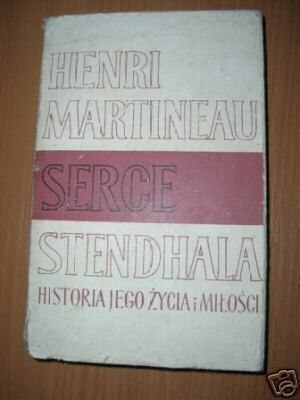 HENRI
MARTINEAU
SERCE
STENDHALA
HISTORIA JEGO ŻYCIA i MIŁOŚCI